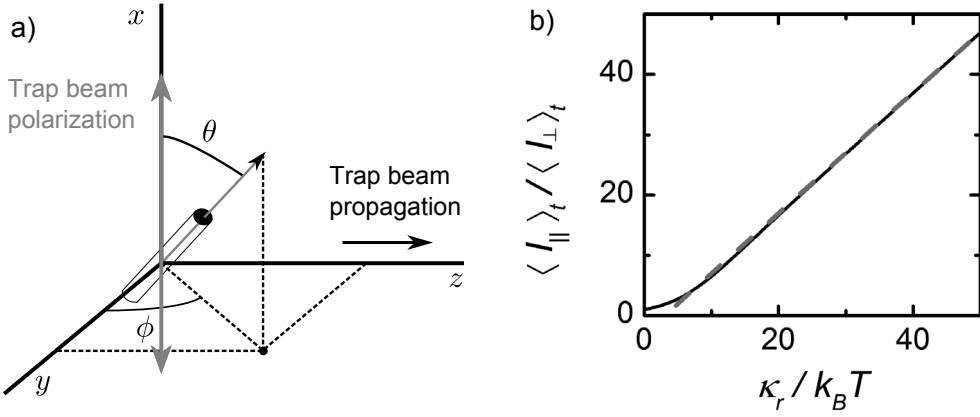 a)
x
Trap beam
polarization
θ
Trap beam
propagation
z
ϕ
y
b)
⟨ I∥ ⟩t / ⟨ I⊥ ⟩t
40
20
0
0 20 40
κr / kBT